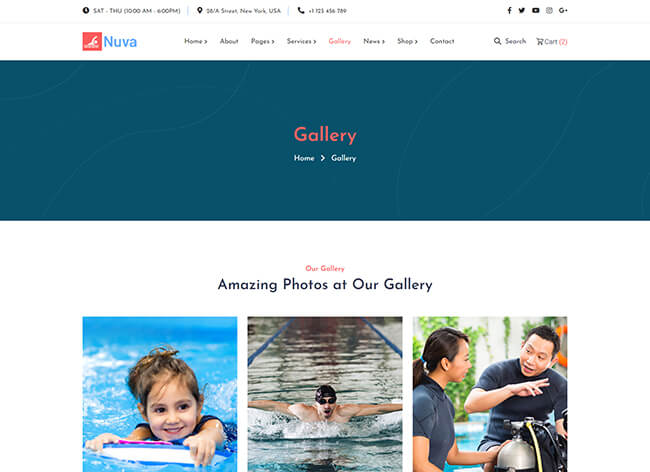 SAT - THU (10:00 AM - 6:00PM) 28/A Street, New York, USA +1 123 456 789
Nuva Home About Pages Services Gallery News Shop Contact Search Cart (2)
Gallery
Home Gallery
Our Gallery
Amazing Photos at Our Gallery